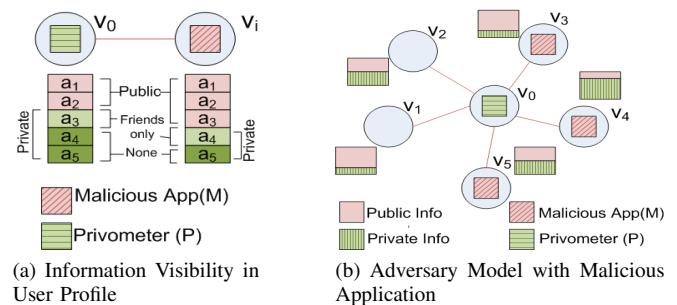 v0
vi
a1
a2
a3
a4
a5
Private
Public
Friends
only
None
a1
a2
a3
a4
a5
Private
Malicious App(M)
Privometer (P)
(a) Information Visibility in
User Profile
v2
v3
v0
v1
v4
v5
Public Info
Malicious App(M)
Private Info
Privometer (P)
(b) Adversary Model with Malicious
Application